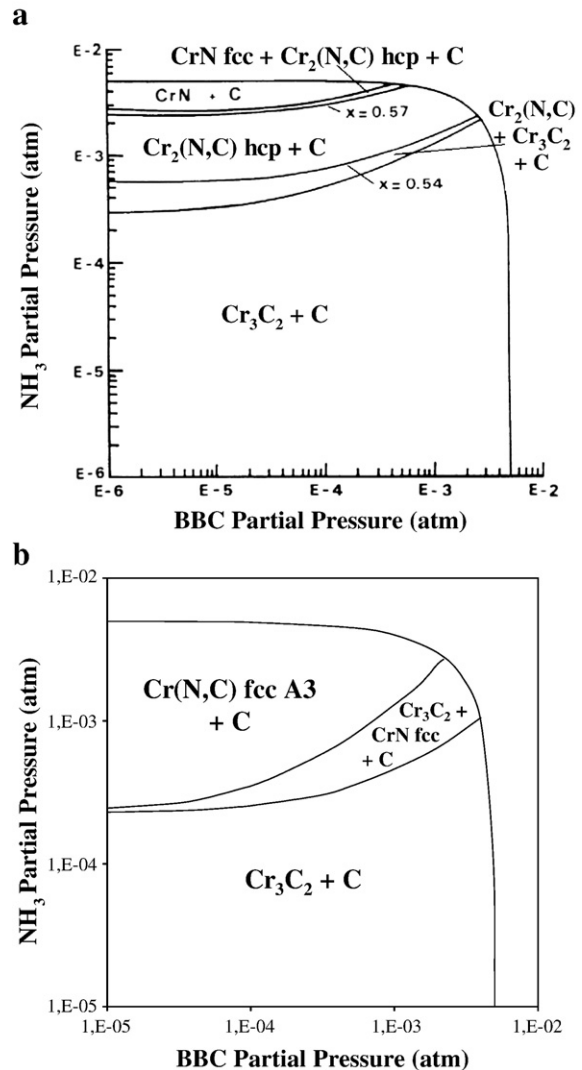 a
E-2
E-3
E-4
E-5
E-6
NH₃ Partial Pressure (atm)
CrN fcc + Cr₂(N,C) hcp + C
CrN + C
x = 0.57
Cr₂(N,C) hcp + C
Cr₂(N,C)
+ Cr₃C₂
+ C
x = 0.54
Cr₃C₂ + C
E-6
E-5
E-4
E-3
E-2
BBC Partial Pressure (atm)
b
1,E-02
1,E-03
1,E-04
1,E-05
NH₃ Partial Pressure (atm)
Cr(N,C) fcc A3
+ C
Cr₃C₂ +
CrN fcc
+ C
Cr₃C₂ + C
1,E-05
1,E-04
1,E-03
1,E-02
BBC Partial Pressure (atm)